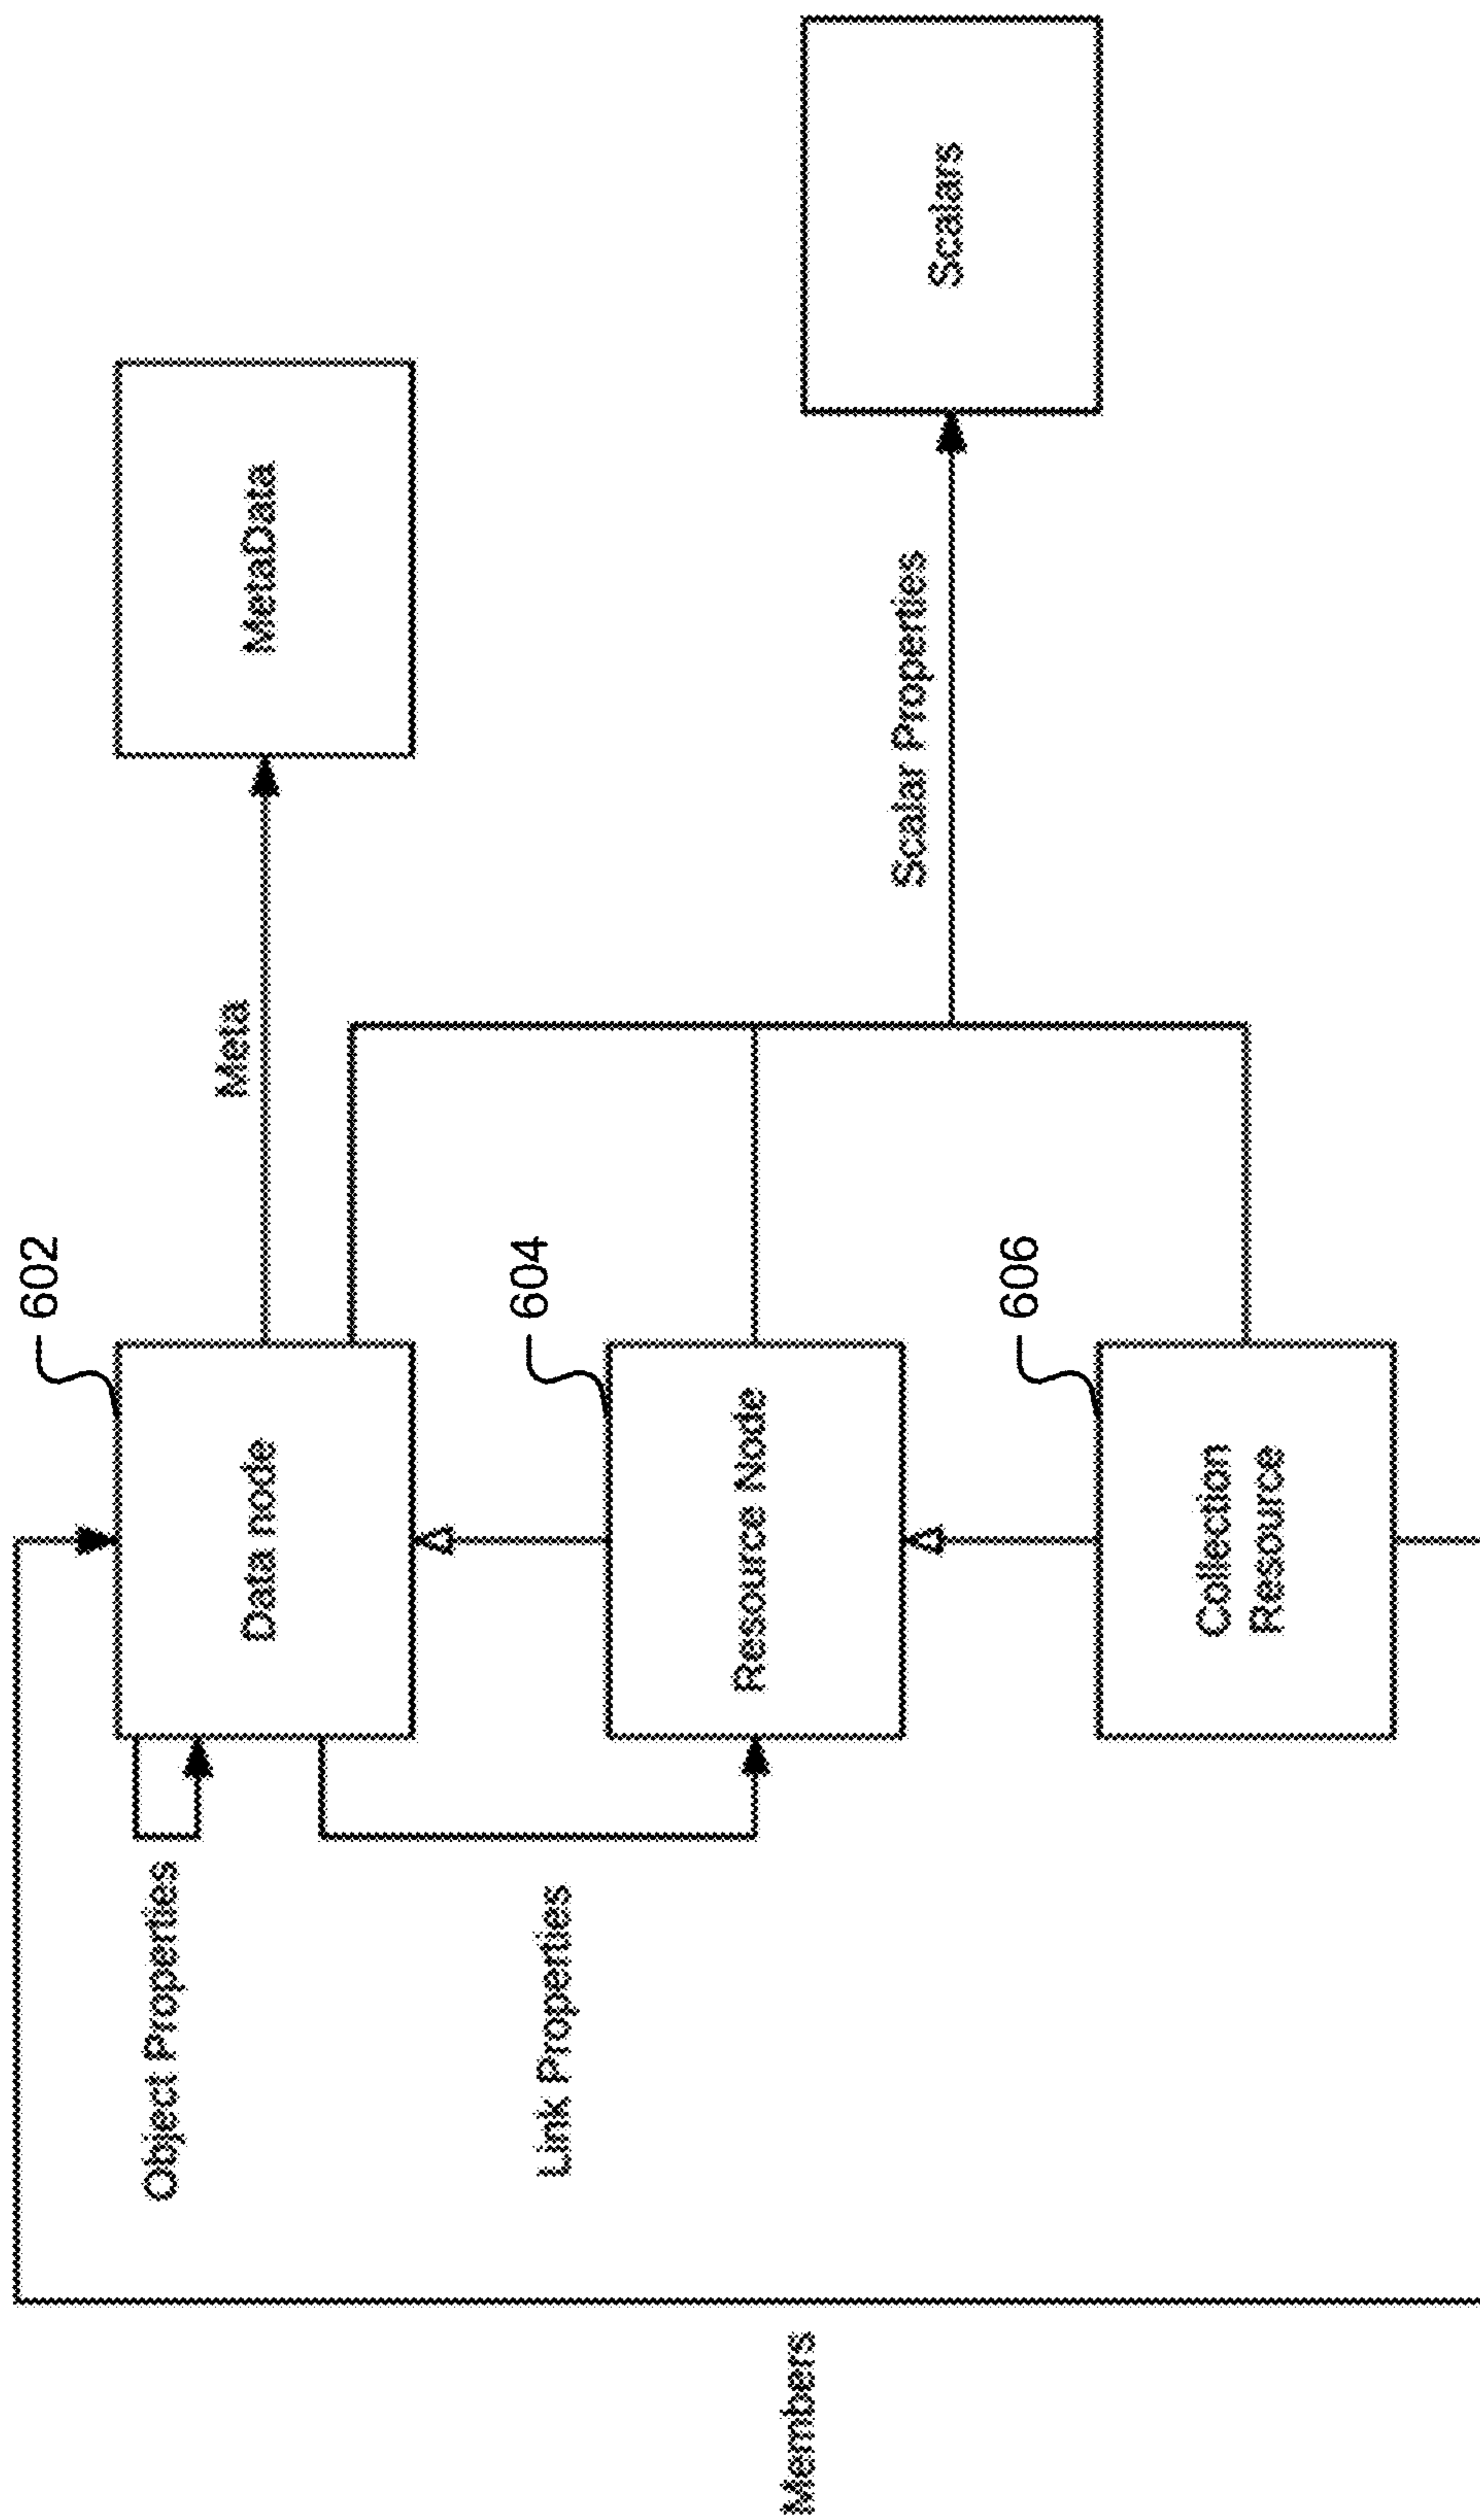 Members
Object Properties
Link Properties
Data node
602
Resource Node
604
Collection
Resource
606
Meta
MetaData
Scalar Properties
Scalars